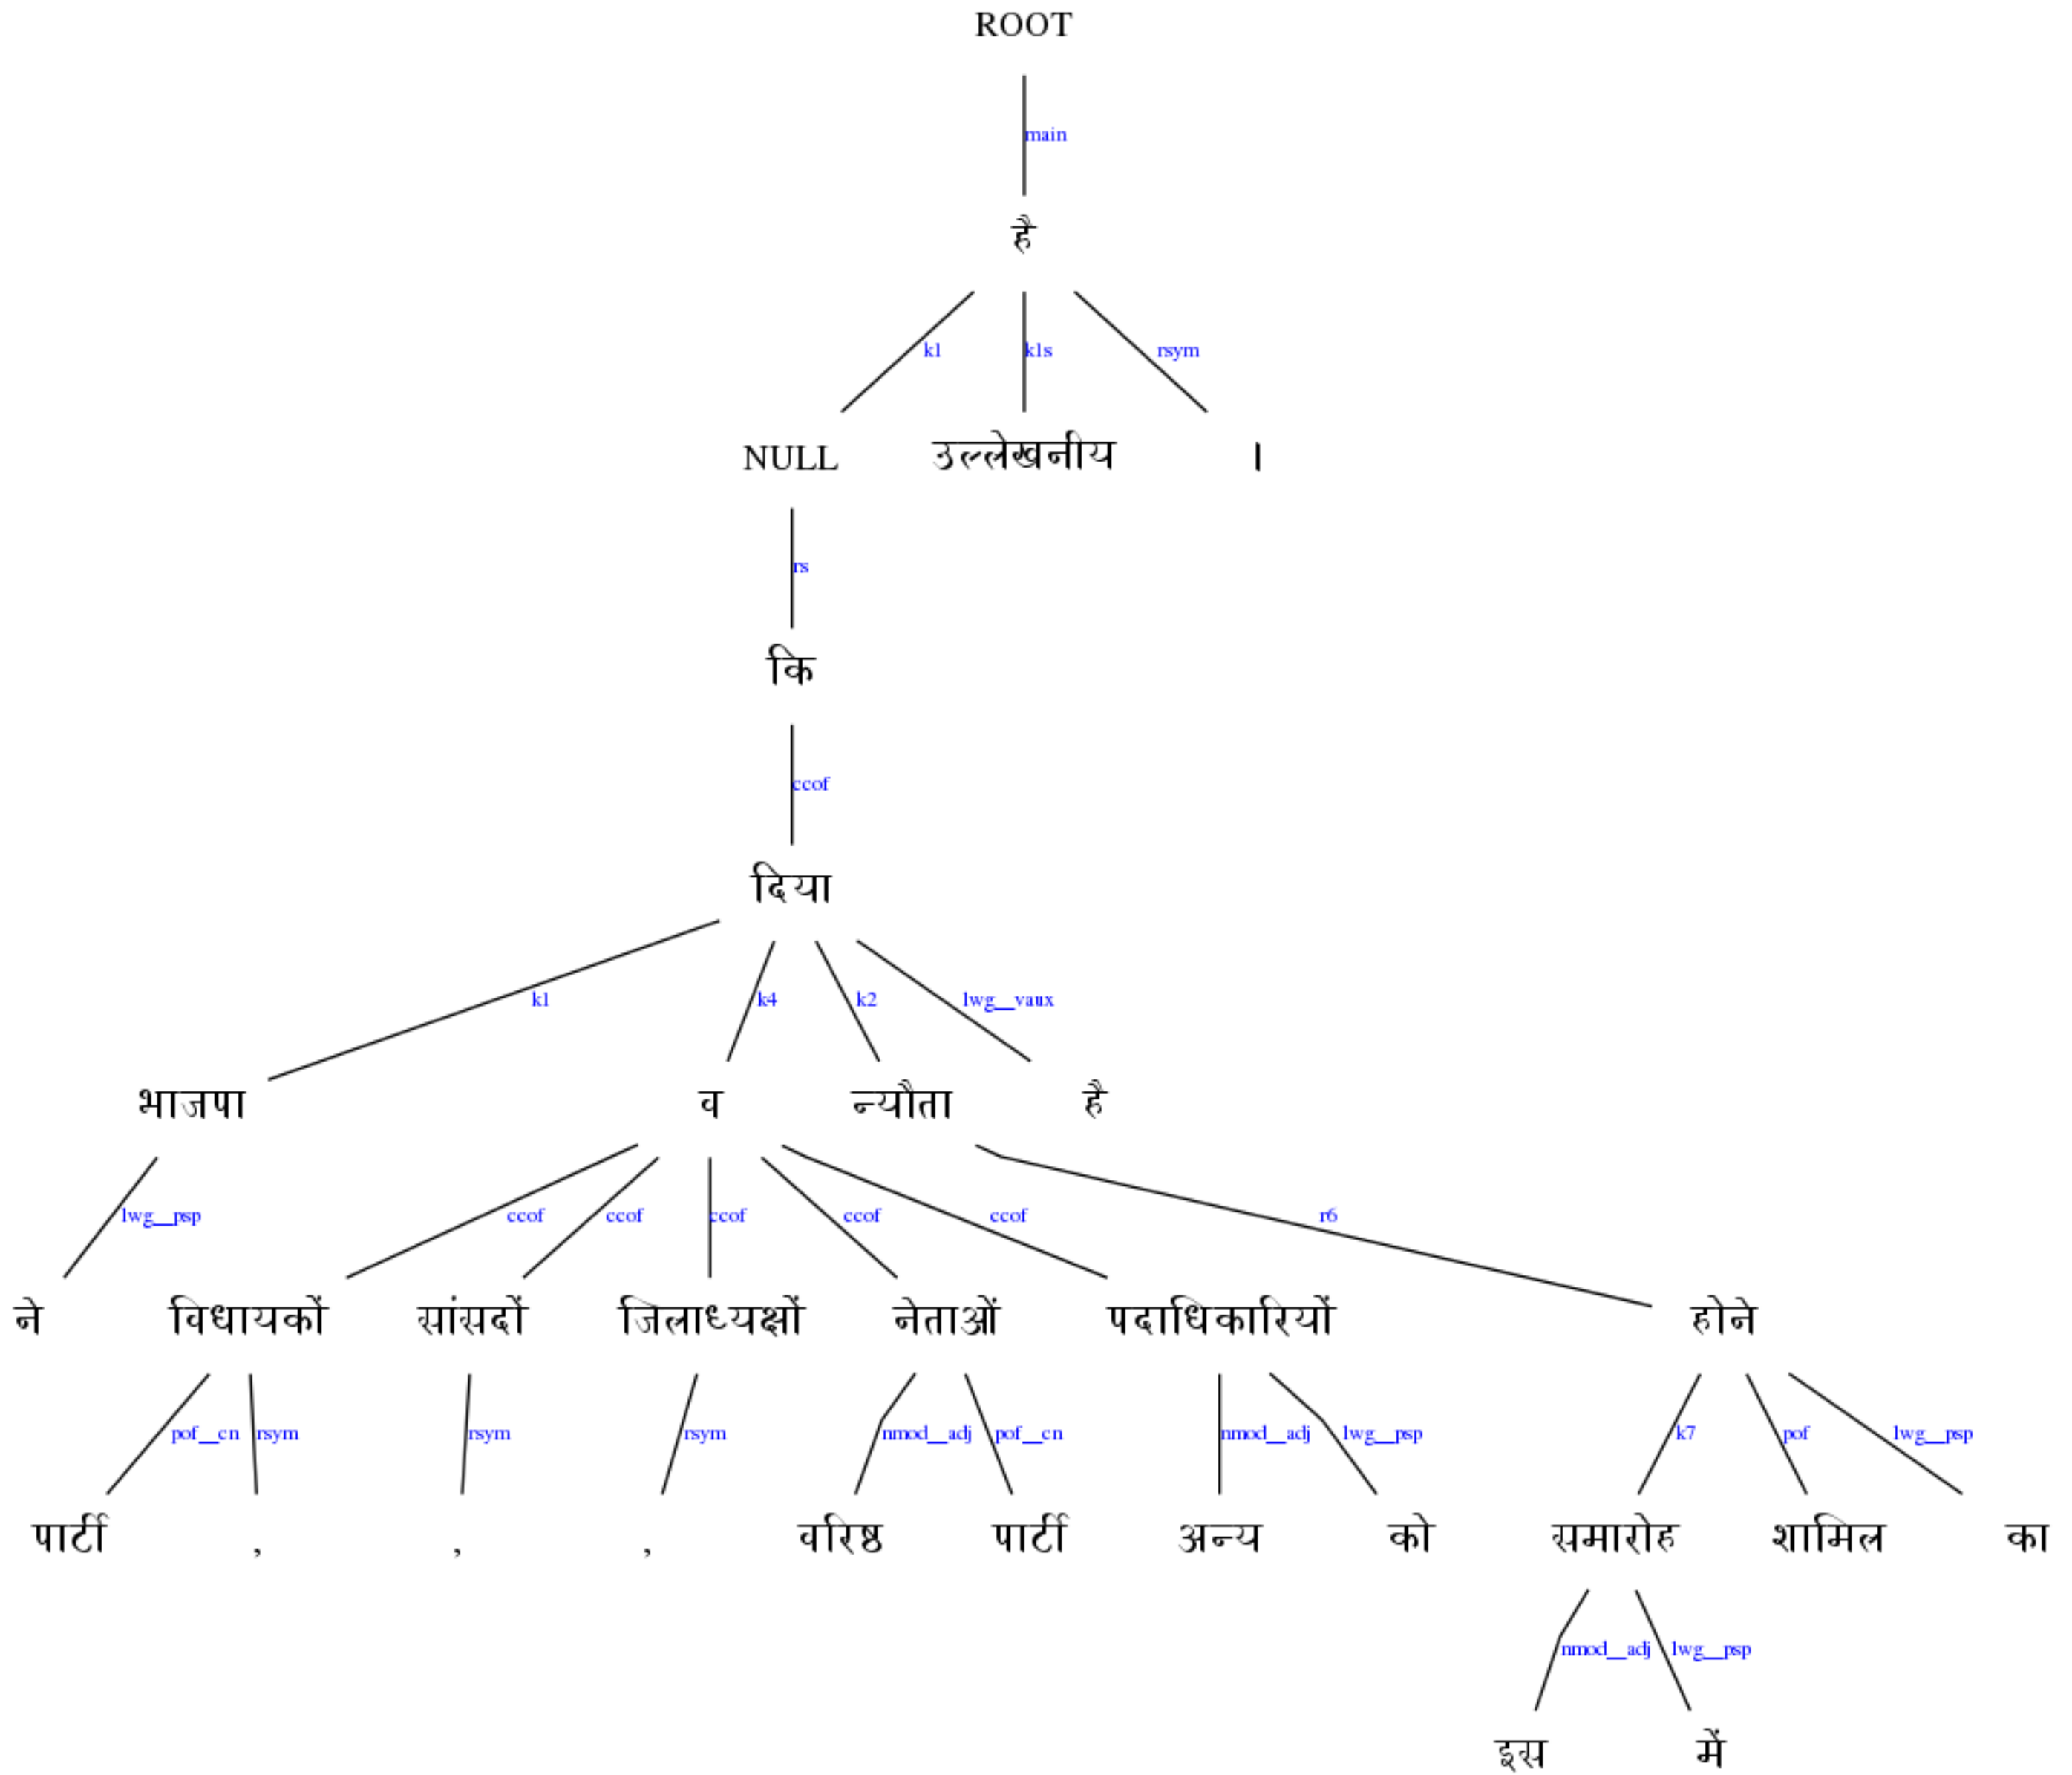 ROOT
main
है
k1 k1s rsym
NULL उल्लेखनीय ।
rs
कि
ccof
दिया
k1 k4 k2 lwg__vaux
भाजपा व न्यौता है
lwg__psp ccof ccof ccof ccof ccof r6
ने विधायकों सांसदों जिलाध्यक्षों नेताओं पदाधिकारियों होने
pof__cn rsym rsym rsym nmod__adj pof__cn nmod__adj lwg__psp k7 pof lwg__psp
पार्टी , , , वरिष्ठ पार्टी अन्य को समारोह शामिल का
nmod__adj lwg__psp
इस में